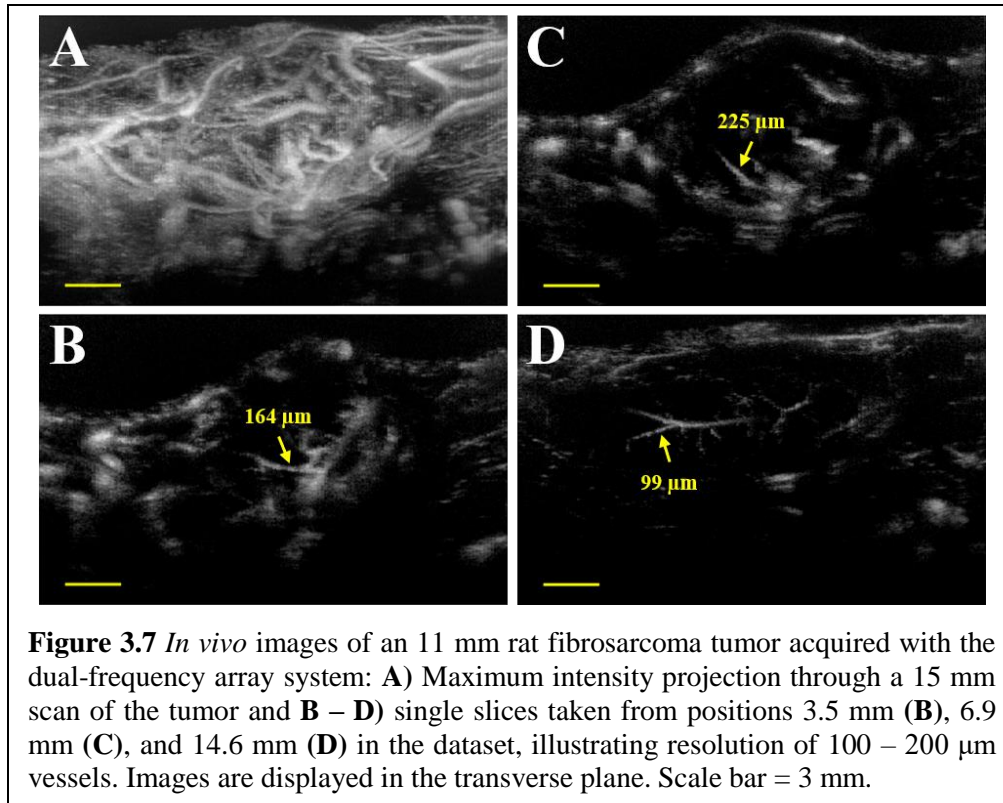 A
C
225 µm
B
164 µm
D
99 µm
Figure 3.7 In vivo images of an 11 mm rat fibrosarcoma tumor acquired with the
dual-frequency array system: A) Maximum intensity projection through a 15 mm
scan of the tumor and B – D) single slices taken from positions 3.5 mm (B), 6.9
mm (C), and 14.6 mm (D) in the dataset, illustrating resolution of 100 – 200 µm
vessels. Images are displayed in the transverse plane. Scale bar = 3 mm.